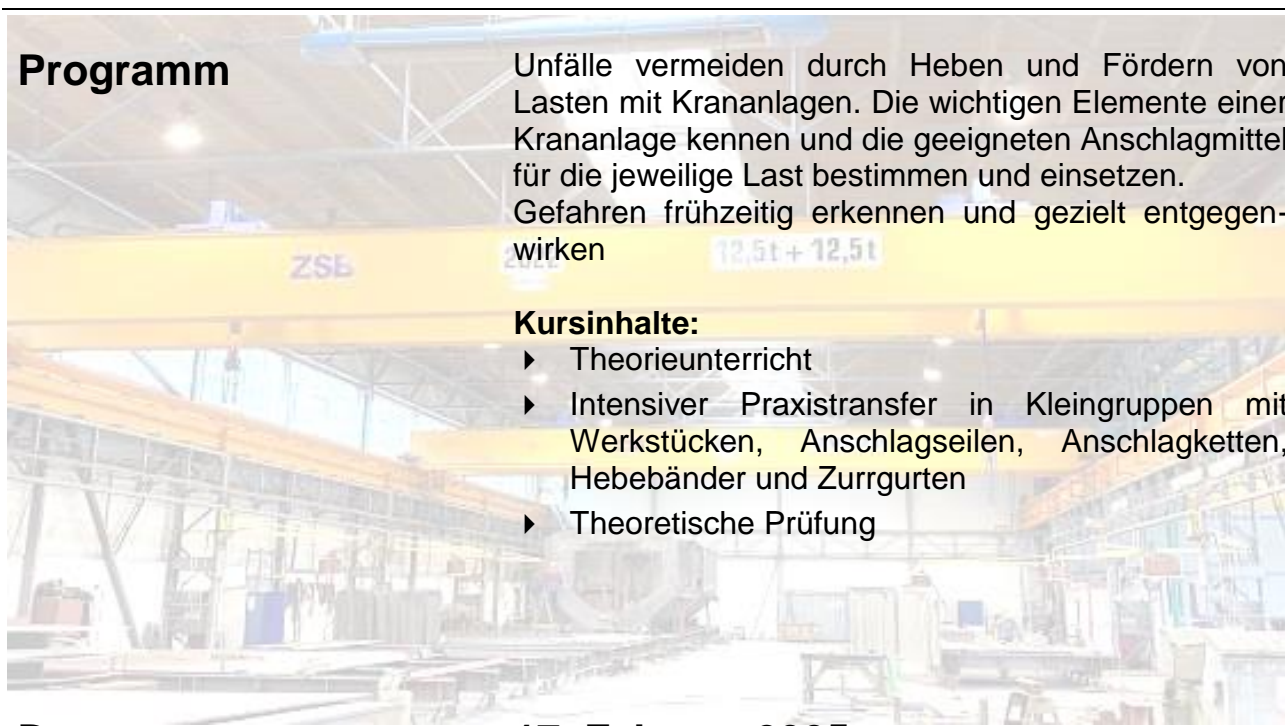 Programm
Unfälle vermeiden durch Heben und Fördern von
Lasten mit Krananlagen. Die wichtigen Elemente einer
Krananlage kennen und die geeigneten Anschlagmittel
für die jeweilige Last bestimmen und einsetzen.
Gefahren frühzeitig erkennen und gezielt entgegen-
wirken
ZSB
12,5t + 12,5t
Kursinhalte:
Theorieunterricht
Intensiver Praxistransfer in Kleingruppen mit
Werkstücken, Anschlagseilen, Anschlagketten,
Hebebänder und Zurrgurten
Theoretische Prüfung